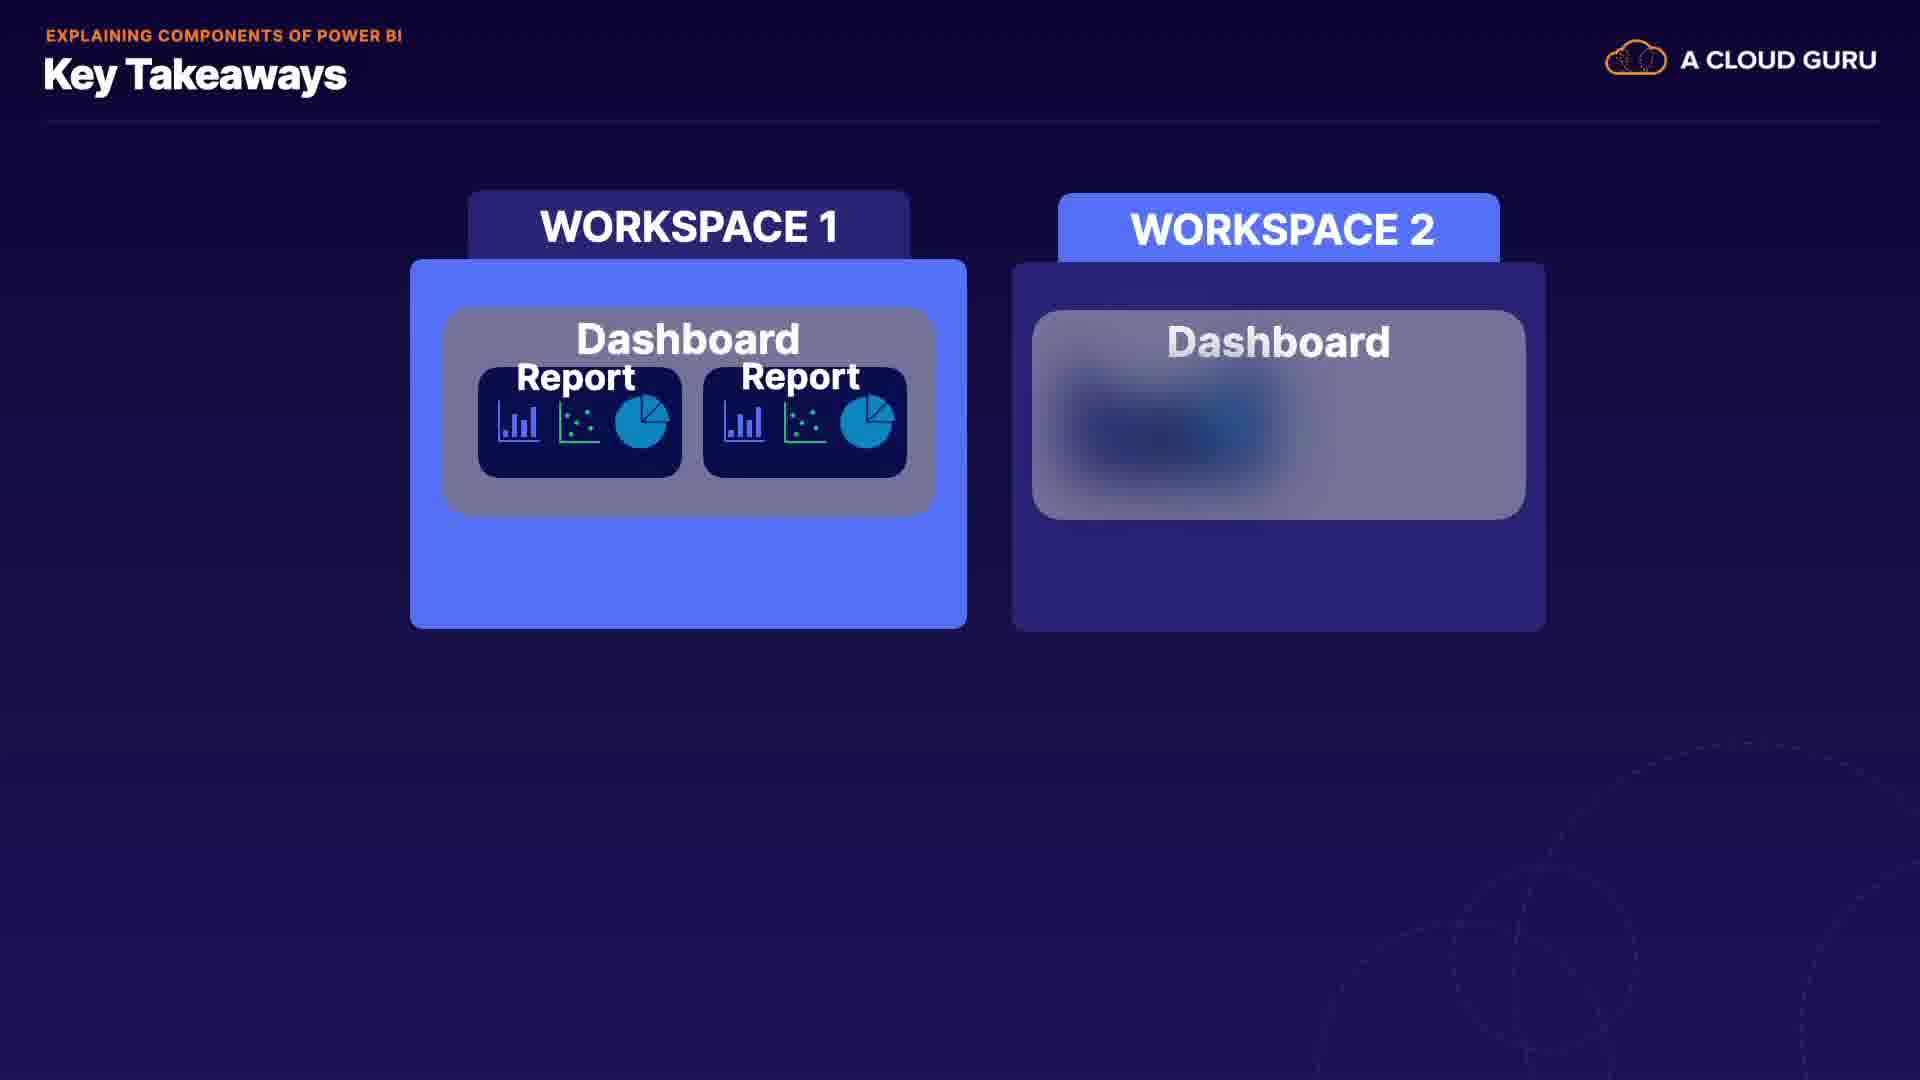 EXPLAINING COMPONENTS OF POWER BI
Key Takeaways
A CLOUD GURU
WORKSPACE 1
Dashboard
Report
Report
WORKSPACE 2
Dashboard